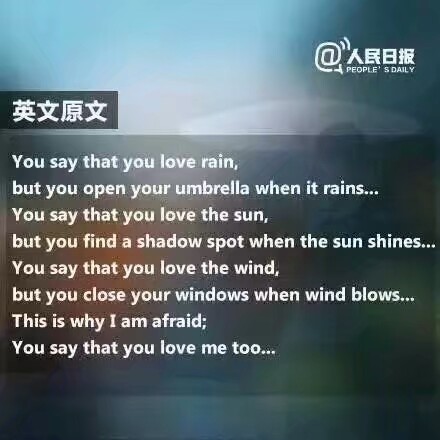 @人民日报
PEOPLE'S DAILY
英文原文
You say that you love rain,
but you open your umbrella when it rains...
You say that you love the sun,
but you find a shadow spot when the sun shines...
You say that you love the wind,
but you close your windows when wind blows...
This is why I am afraid;
You say that you love me too...